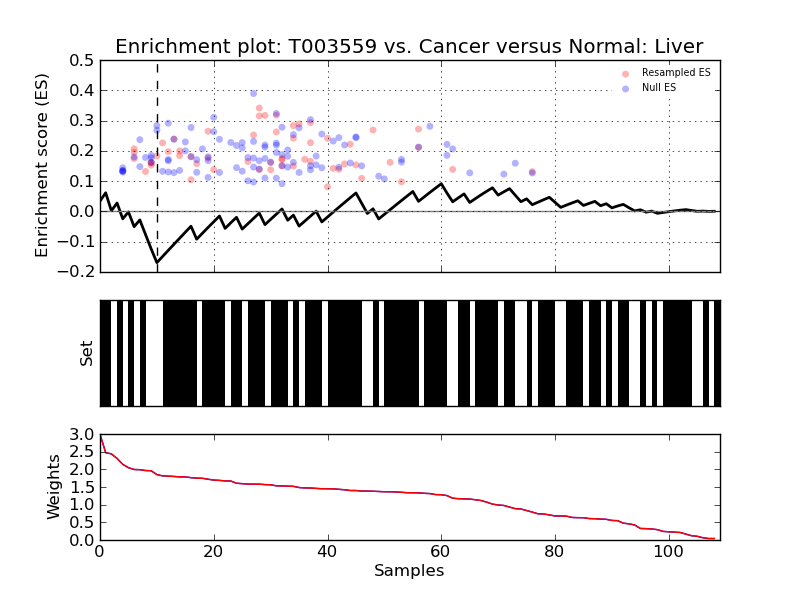 Enrichment plot: T003559 vs. Cancer versus Normal: Liver
Enrichment score (ES)
0.5
0.4
0.3
0.2
0.1
0.0
−0.1
−0.2
Resampled ES
Null ES
Set
Weights
3.0
2.5
2.0
1.5
1.0
0.5
0.0
0 20 40 60 80 100
Samples